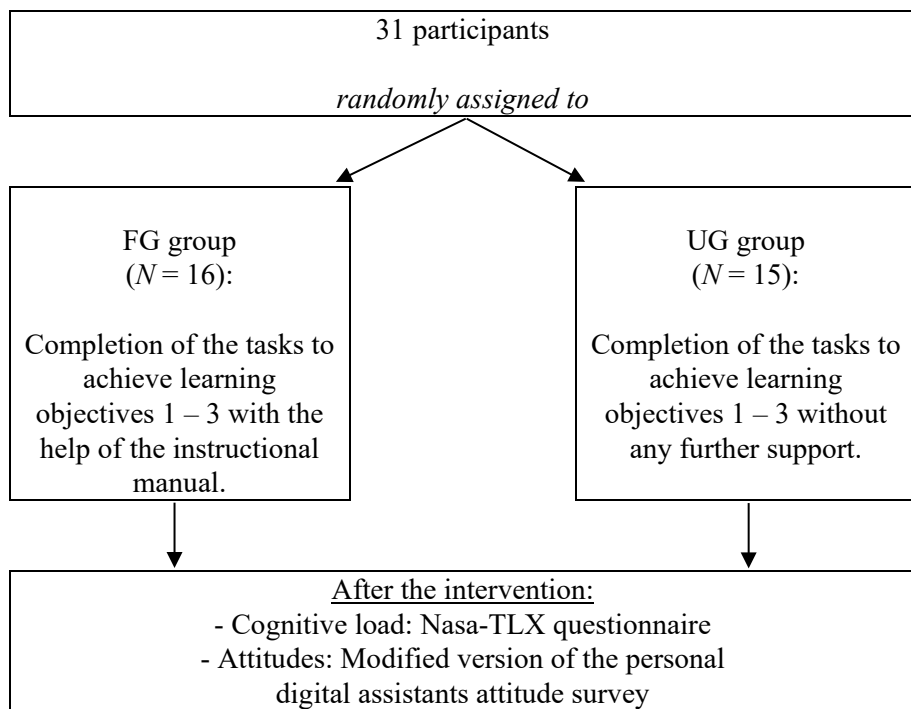 31 participants
randomly assigned to
FG group
(N = 16):
Completion of the tasks to
achieve learning
objectives 1 – 3 with the
help of the instructional
manual.
UG group
(N = 15):
Completion of the tasks to
achieve learning
objectives 1 – 3 without
any further support.
After the intervention:
- Cognitive load: Nasa-TLX questionnaire
- Attitudes: Modified version of the personal
digital assistants attitude survey